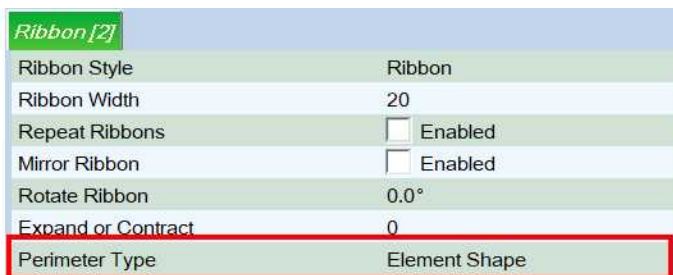 Ribbon [2]
Ribbon Style Ribbon
Ribbon Width 20
Repeat Ribbons Enabled
Mirror Ribbon Enabled
Rotate Ribbon 0.0°
Expand or Contract 0
Perimeter Type Element Shape